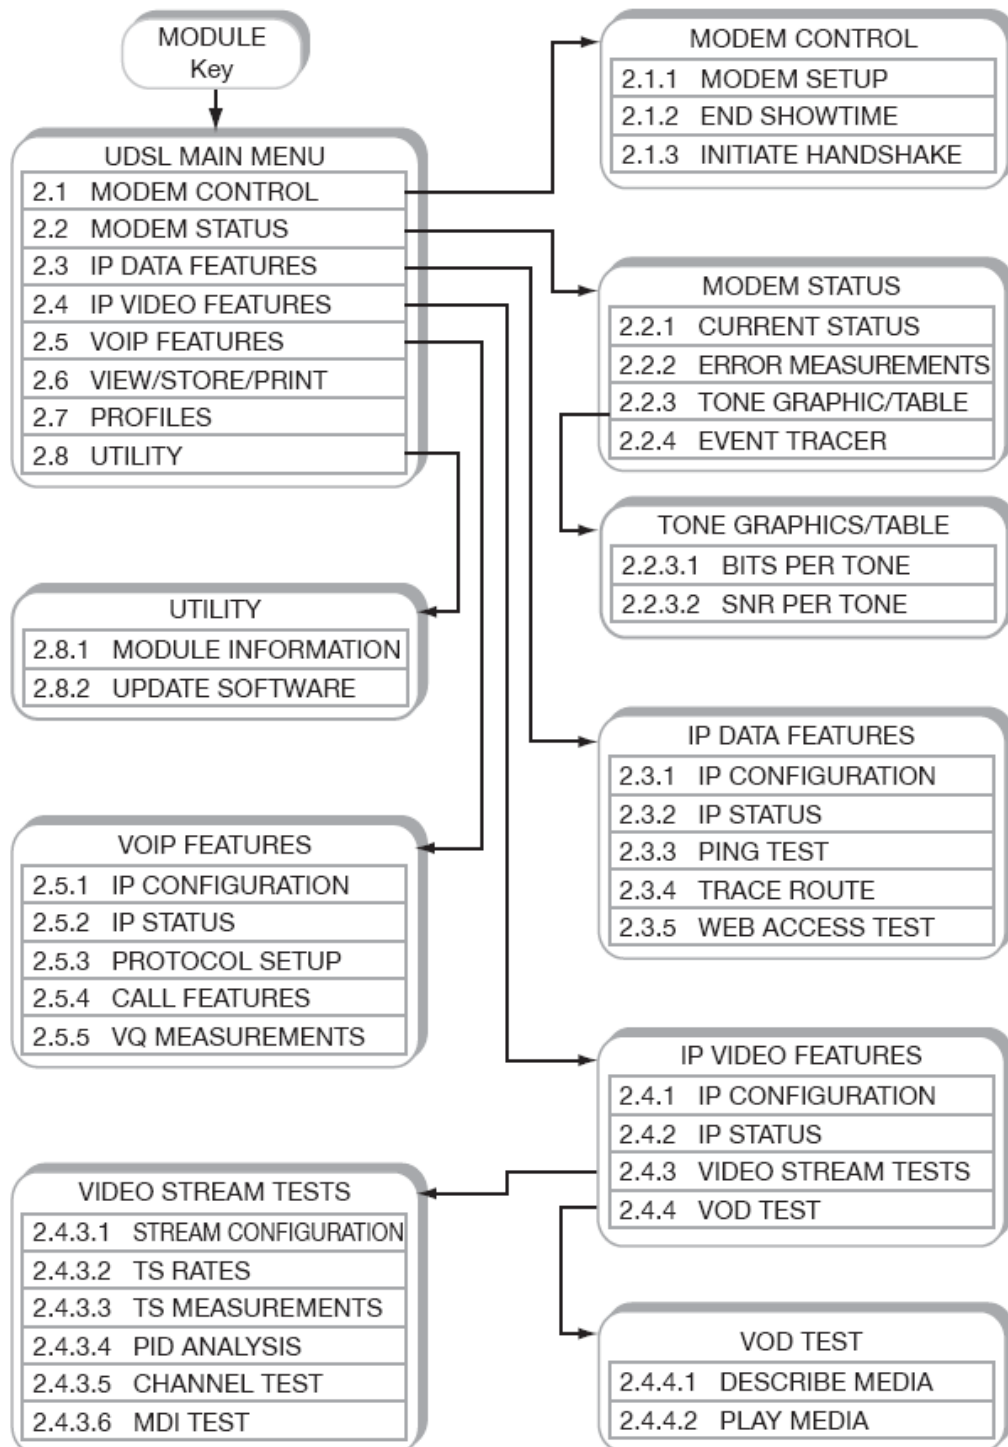 MODULE
Key
UDSL MAIN MENU
2.1 MODEM CONTROL
2.2 MODEM STATUS
2.3 IP DATA FEATURES
2.4 IP VIDEO FEATURES
2.5 VOIP FEATURES
2.6 VIEW/STORE/PRINT
2.7 PROFILES
2.8 UTILITY
MODEM CONTROL
2.1.1 MODEM SETUP
2.1.2 END SHOWTIME
2.1.3 INITIATE HANDSHAKE
MODEM STATUS
2.2.1 CURRENT STATUS
2.2.2 ERROR MEASUREMENTS
2.2.3 TONE GRAPHIC/TABLE
2.2.4 EVENT TRACER
TONE GRAPHICS/TABLE
2.2.3.1 BITS PER TONE
2.2.3.2 SNR PER TONE
UTILITY
2.8.1 MODULE INFORMATION
2.8.2 UPDATE SOFTWARE
IP DATA FEATURES
2.3.1 IP CONFIGURATION
2.3.2 IP STATUS
2.3.3 PING TEST
2.3.4 TRACE ROUTE
2.3.5 WEB ACCESS TEST
VOIP FEATURES
2.5.1 IP CONFIGURATION
2.5.2 IP STATUS
2.5.3 PROTOCOL SETUP
2.5.4 CALL FEATURES
2.5.5 VQ MEASUREMENTS
IP VIDEO FEATURES
2.4.1 IP CONFIGURATION
2.4.2 IP STATUS
2.4.3 VIDEO STREAM TESTS
2.4.4 VOD TEST
VIDEO STREAM TESTS
2.4.3.1 STREAM CONFIGURATION
2.4.3.2 TS RATES
2.4.3.3 TS MEASUREMENTS
2.4.3.4 PID ANALYSIS
2.4.3.5 CHANNEL TEST
2.4.3.6 MDI TEST
VOD TEST
2.4.4.1 DESCRIBE MEDIA
2.4.4.2 PLAY MEDIA